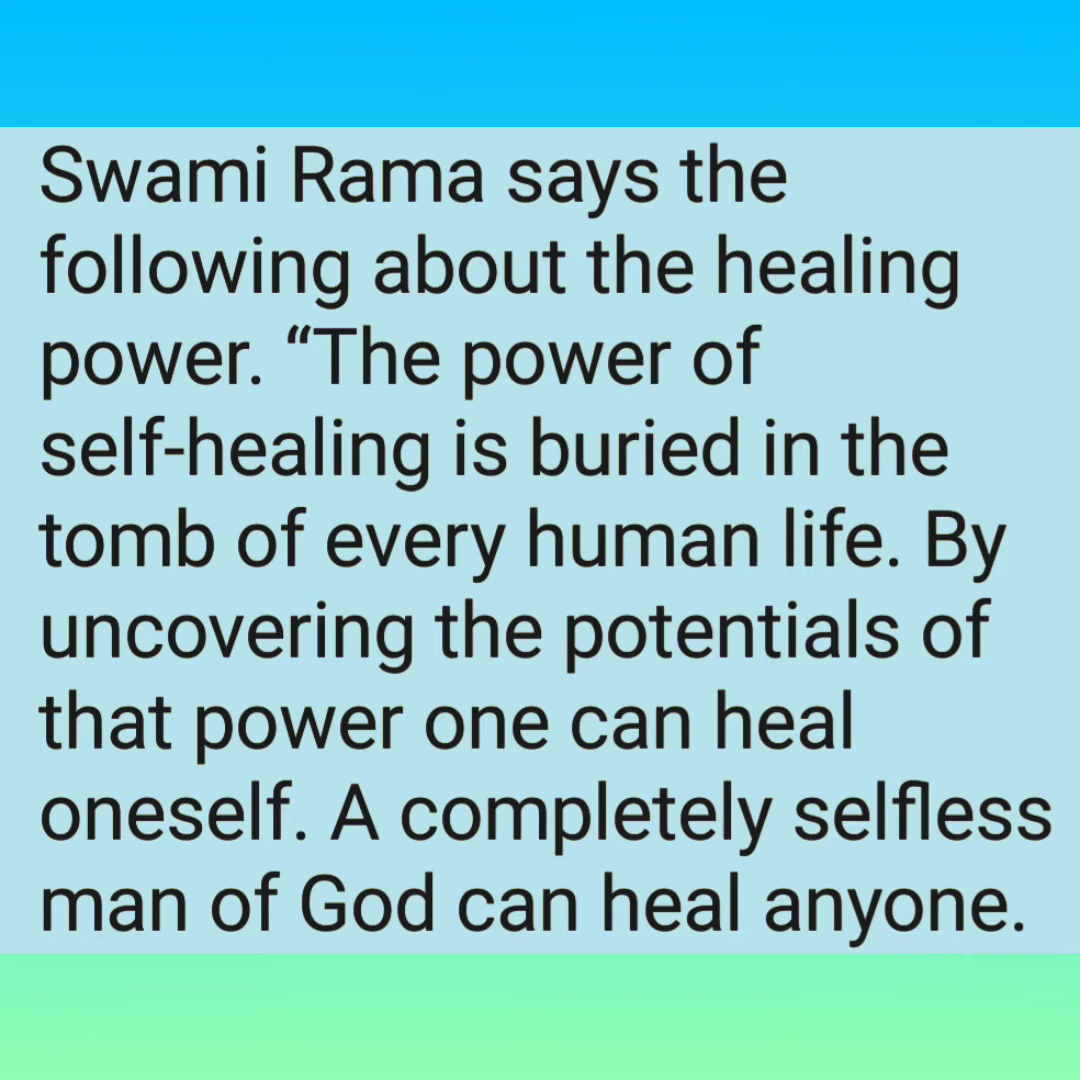 Swami Rama says the
following about the healing
power. “The power of
self-healing is buried in the
tomb of every human life. By
uncovering the potentials of
that power one can heal
oneself. A completely selfless
man of God can heal anyone.